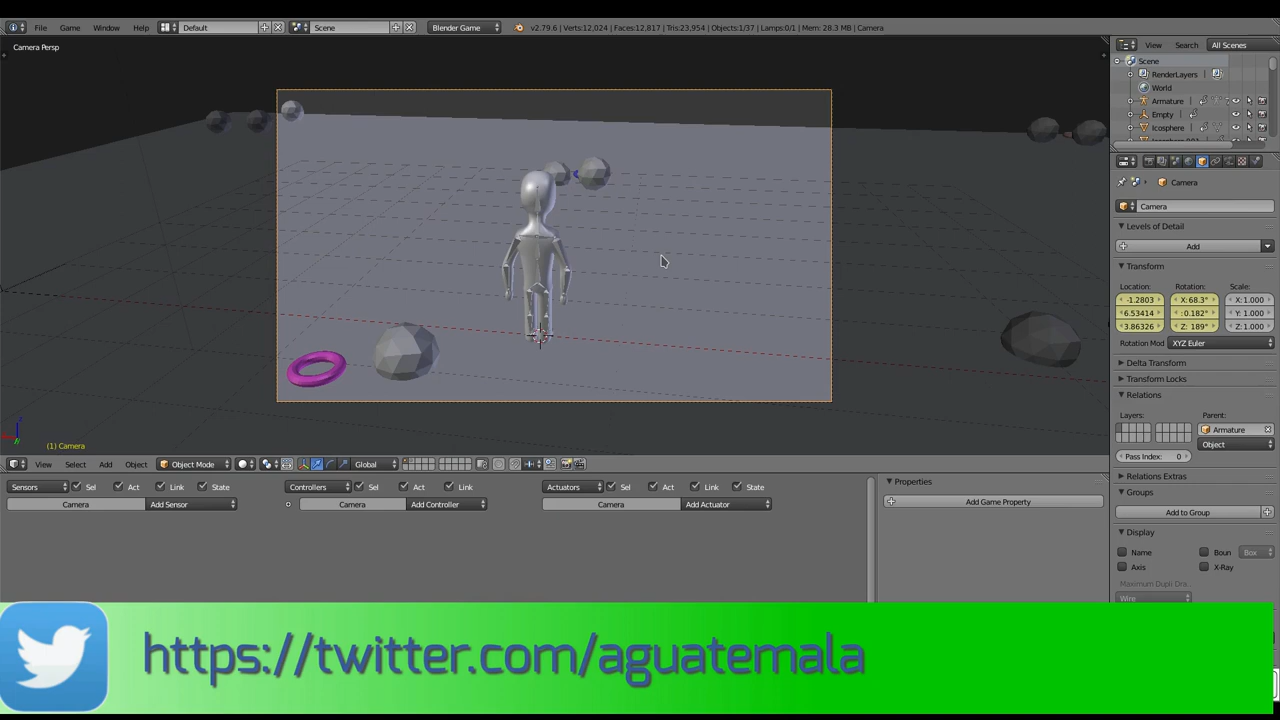 File Add Window Help Default Scene Blender Game v2.79.6 | Verts:12,024 | Faces:12,817 | Tris:23,954 | Objects:1/37 | Lamps:0/1 | Mem: 28.3 MB | Camera
View Search All Scenes
Camera Persp
Scene
RenderLayers
World
Armature
Empty
Icosphere
Camera
Camera
Levels of Detail
Add
Transform
Location: Rotation: Scale:
-1.2803 X:68.3° X:1.000
6.53414 :0.182° Y:1.000
3.86326 Z: 189° Z:1.000
Rotation Mod XYZ Euler
Delta Transform
Transform Locks
Relations
Layers: Parent:
Armature
Object
Pass Index: 0
Relations Extras
Groups
Add to Group
Display
Name Boun Box
Axis X-Ray
Maximum Dupli Dra...
Wire
(1) Camera
View Select Add Object Object Mode Global
Sensors Sel Act Link State Controllers Sel Act Link Actuators Sel Act Link State Properties
Camera Add Sensor Camera Add Controller Camera Add Actuator Add Game Property
https://twitter.com/aguatemala